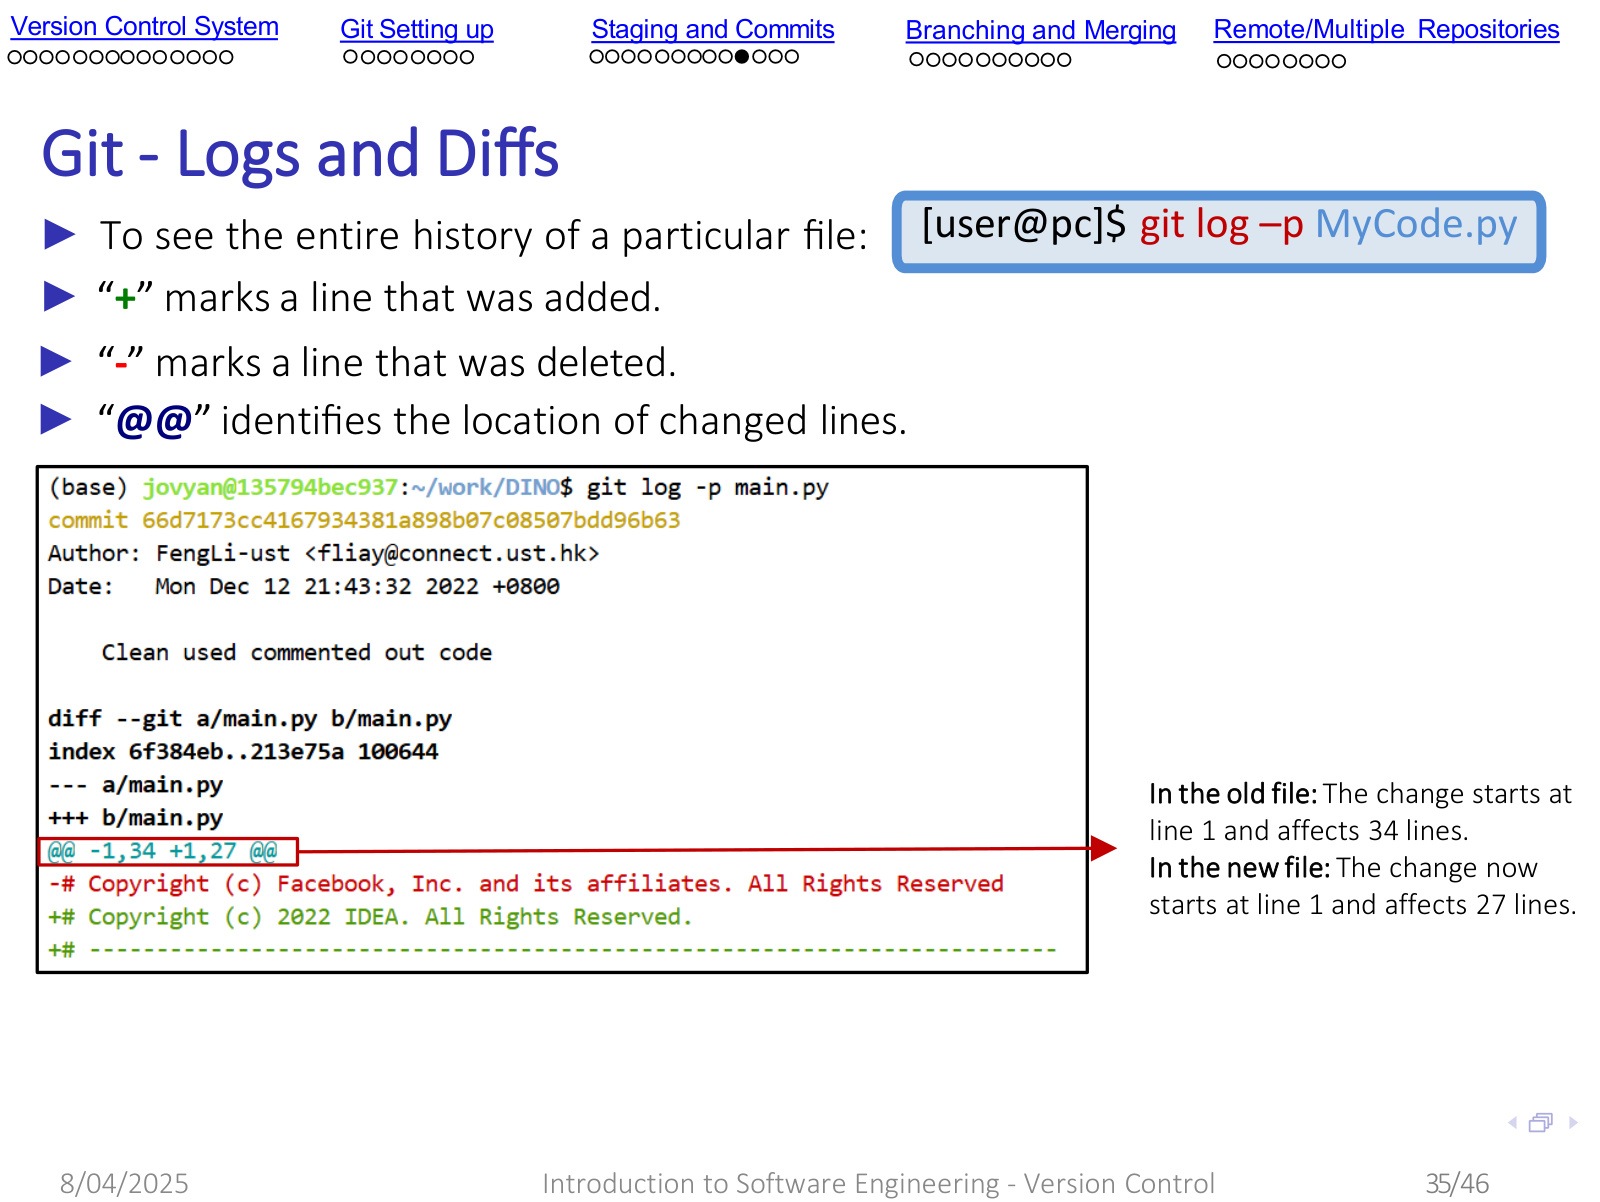 Version Control System
Git Setting up
Staging and Commits
Branching and Merging
Remote/Multiple Repositories
Git - Logs and Diffs
To see the entire history of a particular file:
[user@pc]$ git log –p MyCode.py
“+” marks a line that was added.
“-” marks a line that was deleted.
“@@” identifies the location of changed lines.
(base) jovyan@135794bec937:~/work/DINO$ git log -p main.py
commit 66d7173cc4167934381a898b07c08507bdd96b63
Author: FengLi-ust <fliay@connect.ust.hk>
Date:   Mon Dec 12 21:43:32 2022 +0800
Clean used commented out code
diff --git a/main.py b/main.py
index 6f384eb..213e75a 100644
--- a/main.py
+++ b/main.py
@@ -1,34 +1,27 @@
-# Copyright (c) Facebook, Inc. and its affiliates. All Rights Reserved
+# Copyright (c) 2022 IDEA. All Rights Reserved.
+# ------------------------------------------------------------------------
In the old file: The change starts at
line 1 and affects 34 lines.
In the new file: The change now
starts at line 1 and affects 27 lines.
8/04/2025
Introduction to Software Engineering - Version Control
35/46